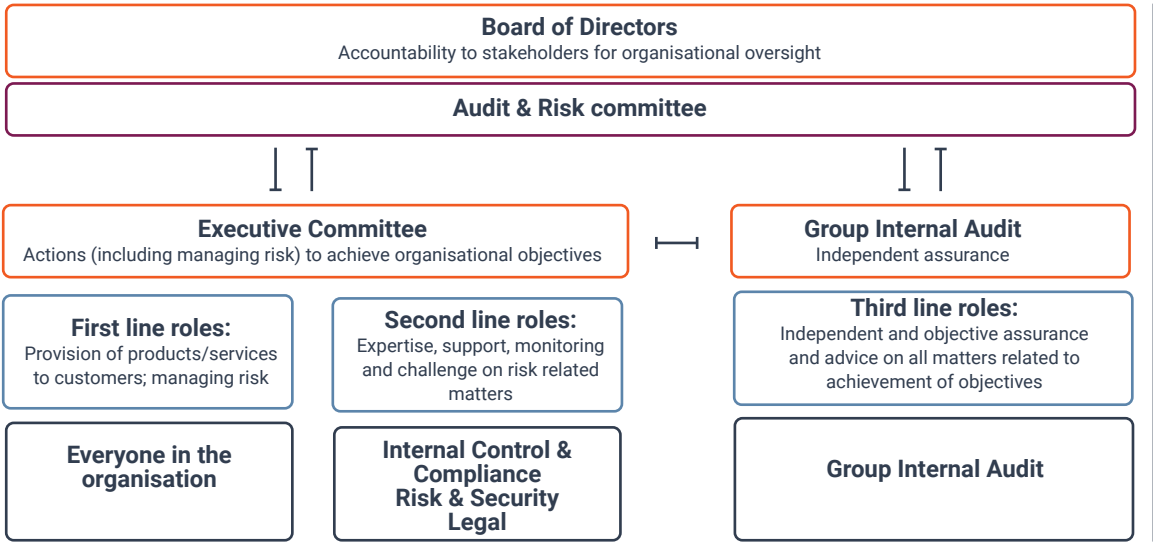 Board of Directors
Accountability to stakeholders for organisational oversight
Audit & Risk committee
Executive Committee
Actions (including managing risk) to achieve organisational objectives
Group Internal Audit
Independent assurance
First line roles:
Provision of products/services
to customers; managing risk
Second line roles:
Expertise, support, monitoring
and challenge on risk related
matters
Third line roles:
Independent and objective assurance
and advice on all matters related to
achievement of objectives
Everyone in the
organisation
Internal Control &
Compliance
Risk & Security
Legal
Group Internal Audit